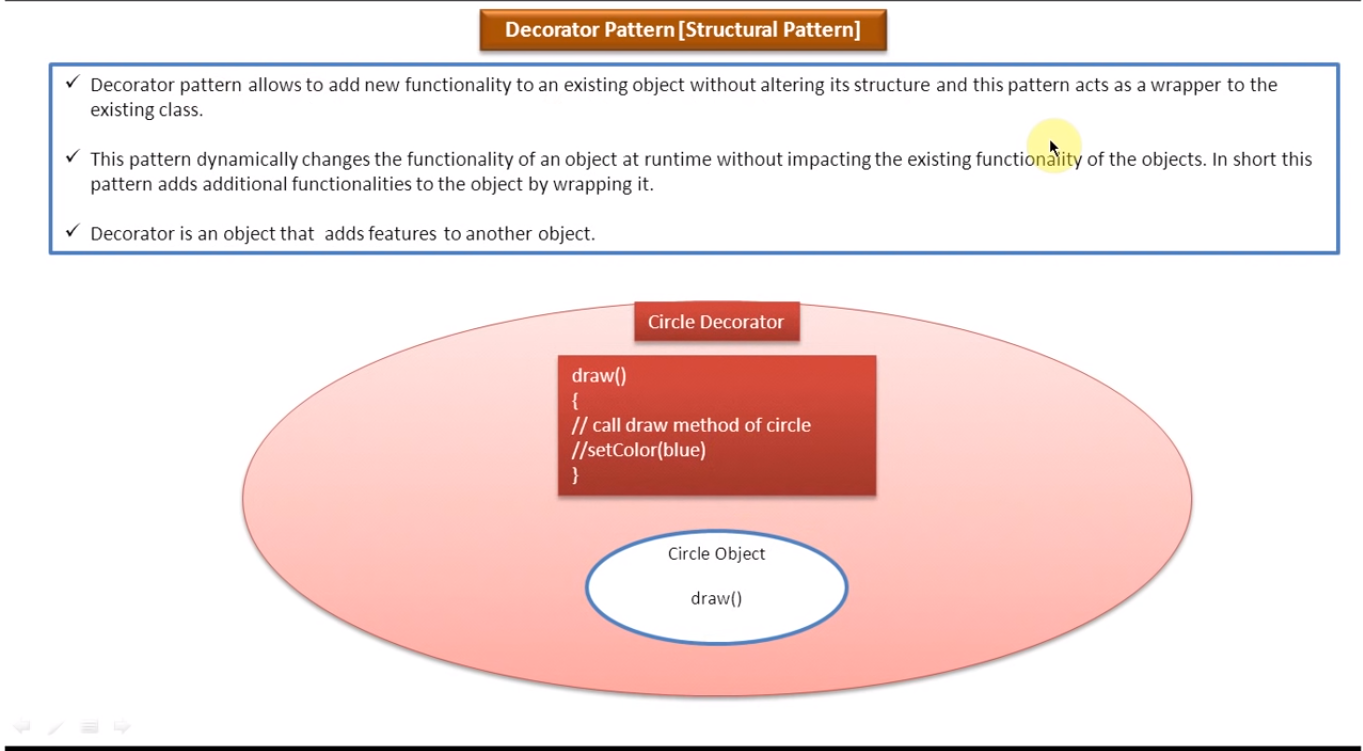 Decorator Pattern [Structural Pattern]
✓ Decorator pattern allows to add new functionality to an existing object without altering its structure and this pattern acts as a wrapper to the
existing class.
✓ This pattern dynamically changes the functionality of an object at runtime without impacting the existing functionality of the objects. In short this
pattern adds additional functionalities to the object by wrapping it.
✓ Decorator is an object that adds features to another object.
Circle Decorator
draw()
{
// call draw method of circle
//setColor(blue)
}
Circle Object
draw()